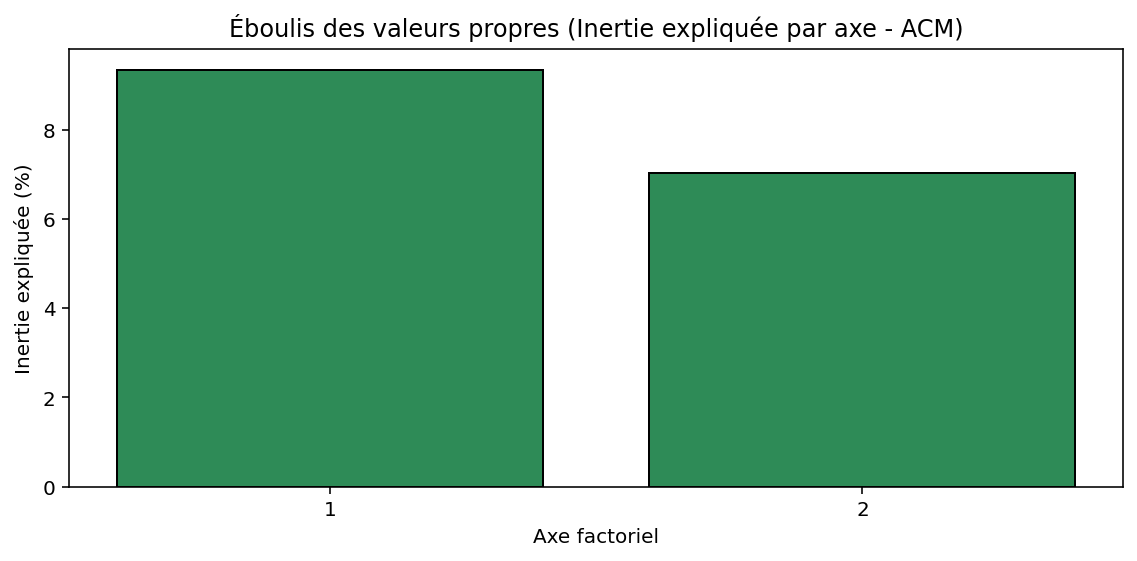 Éboulis des valeurs propres (Inertie expliquée par axe - ACM)
Inertie expliquée (%)
8
6
4
2
0
1 2
Axe factoriel